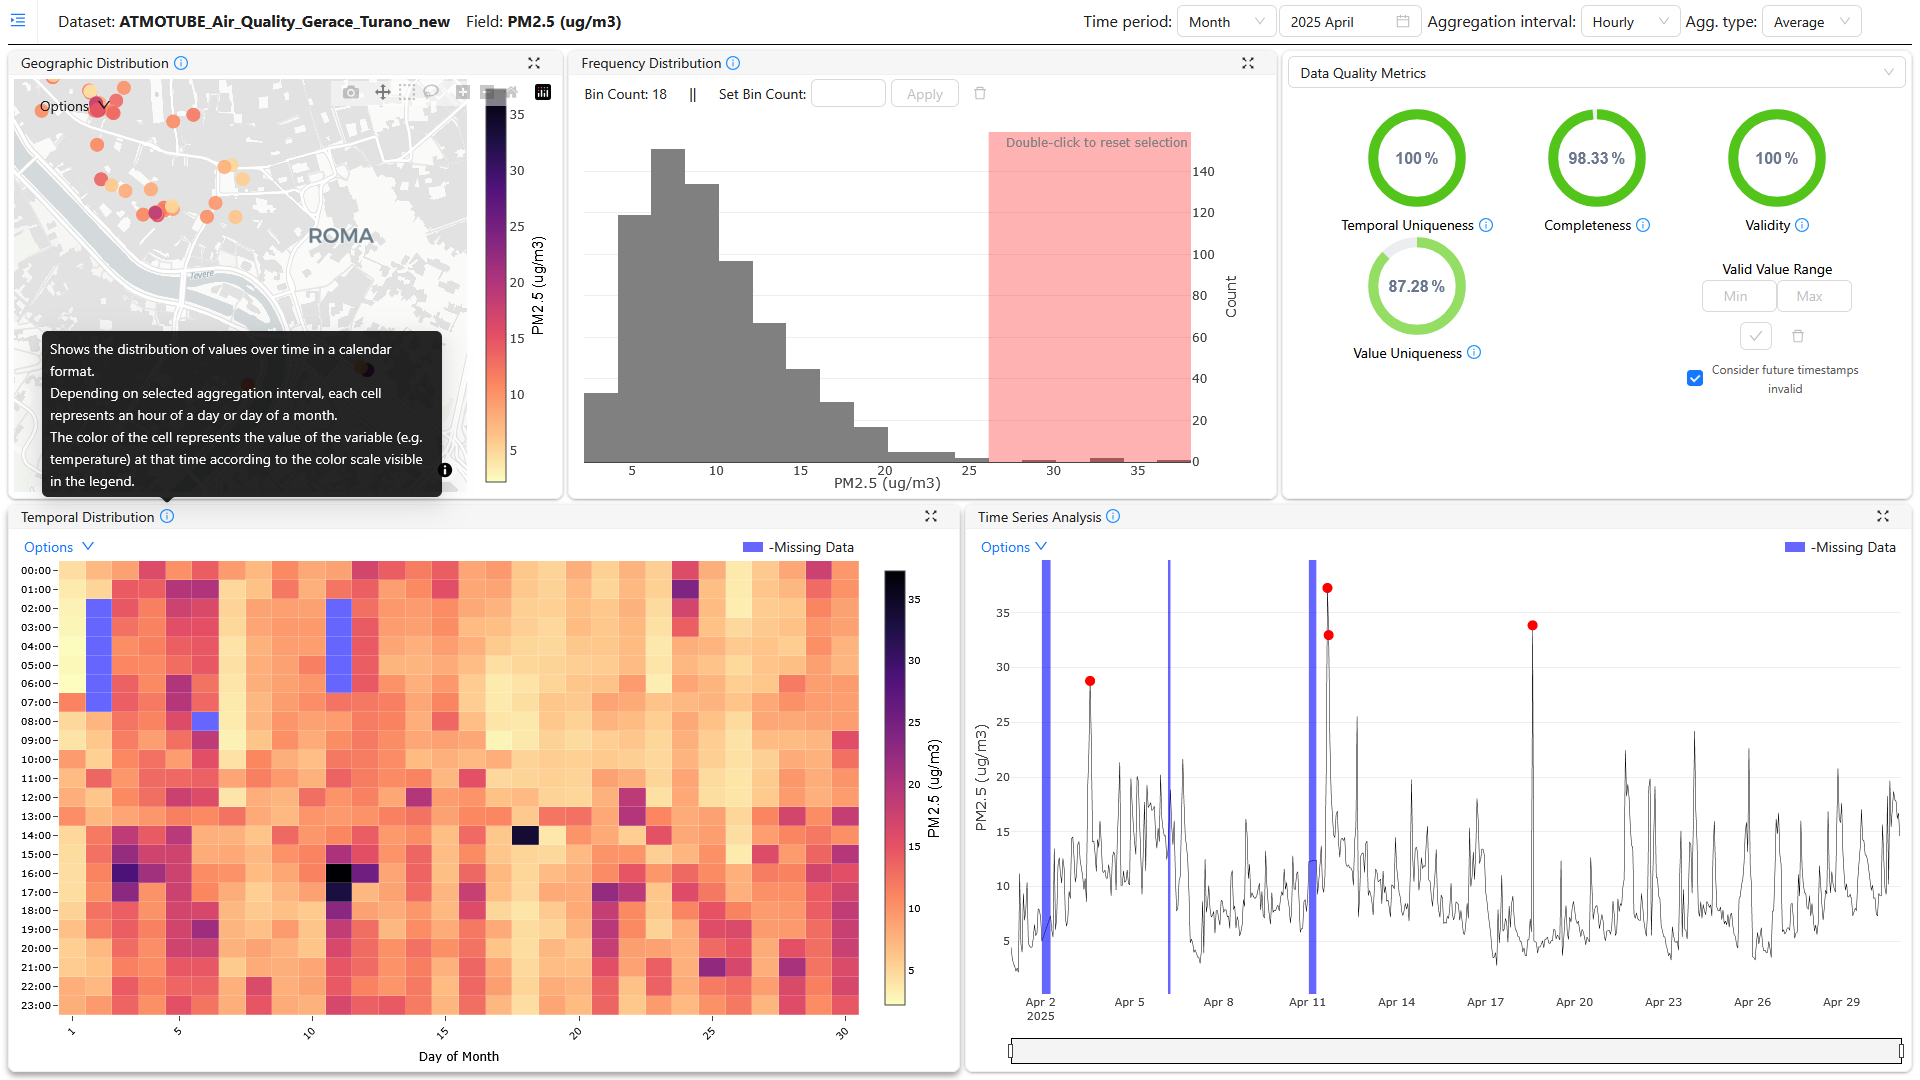 Dataset: ATMOTUBE_Air_Quality_Gerace_Turano_new Field: PM2.5 (ug/m3) Time period: Month 2025 April Aggregation interval: Hourly Agg. type: Average
Geographic Distribution
Options
35
30
25
20
15
10
5
PM2.5 (ug/m3)
ROMA
Tevere
Shows the distribution of values over time in a calendar
format.
Depending on selected aggregation interval, each cell
represents an hour of a day or day of a month.
The color of the cell represents the value of the variable (e.g.
temperature) at that time according to the color scale visible
in the legend.
Frequency Distribution
Bin Count: 18 || Set Bin Count: Apply
Double-click to reset selection
140
120
100
80
60
40
20
0
Count
5 10 15 20 25 30 35
PM2.5 (ug/m3)
Data Quality Metrics
100 % 98.33 % 100 %
Temporal Uniqueness Completeness Validity
87.28 %
Value Uniqueness
Valid Value Range
Min Max
Consider future timestamps
invalid
Temporal Distribution
Options -Missing Data
00:00
01:00
02:00
03:00
04:00
05:00
06:00
07:00
08:00
09:00
10:00
11:00
12:00
13:00
14:00
15:00
16:00
17:00
18:00
19:00
20:00
21:00
22:00
23:00
1 5 10 15 20 25 30
Day of Month
35
30
25
20
15
10
5
PM2.5 (ug/m3)
Time Series Analysis
Options -Missing Data
35
30
25
20
15
10
5
PM2.5 (ug/m3)
Apr 2 Apr 5 Apr 8 Apr 11 Apr 14 Apr 17 Apr 20 Apr 23 Apr 26 Apr 29
2025